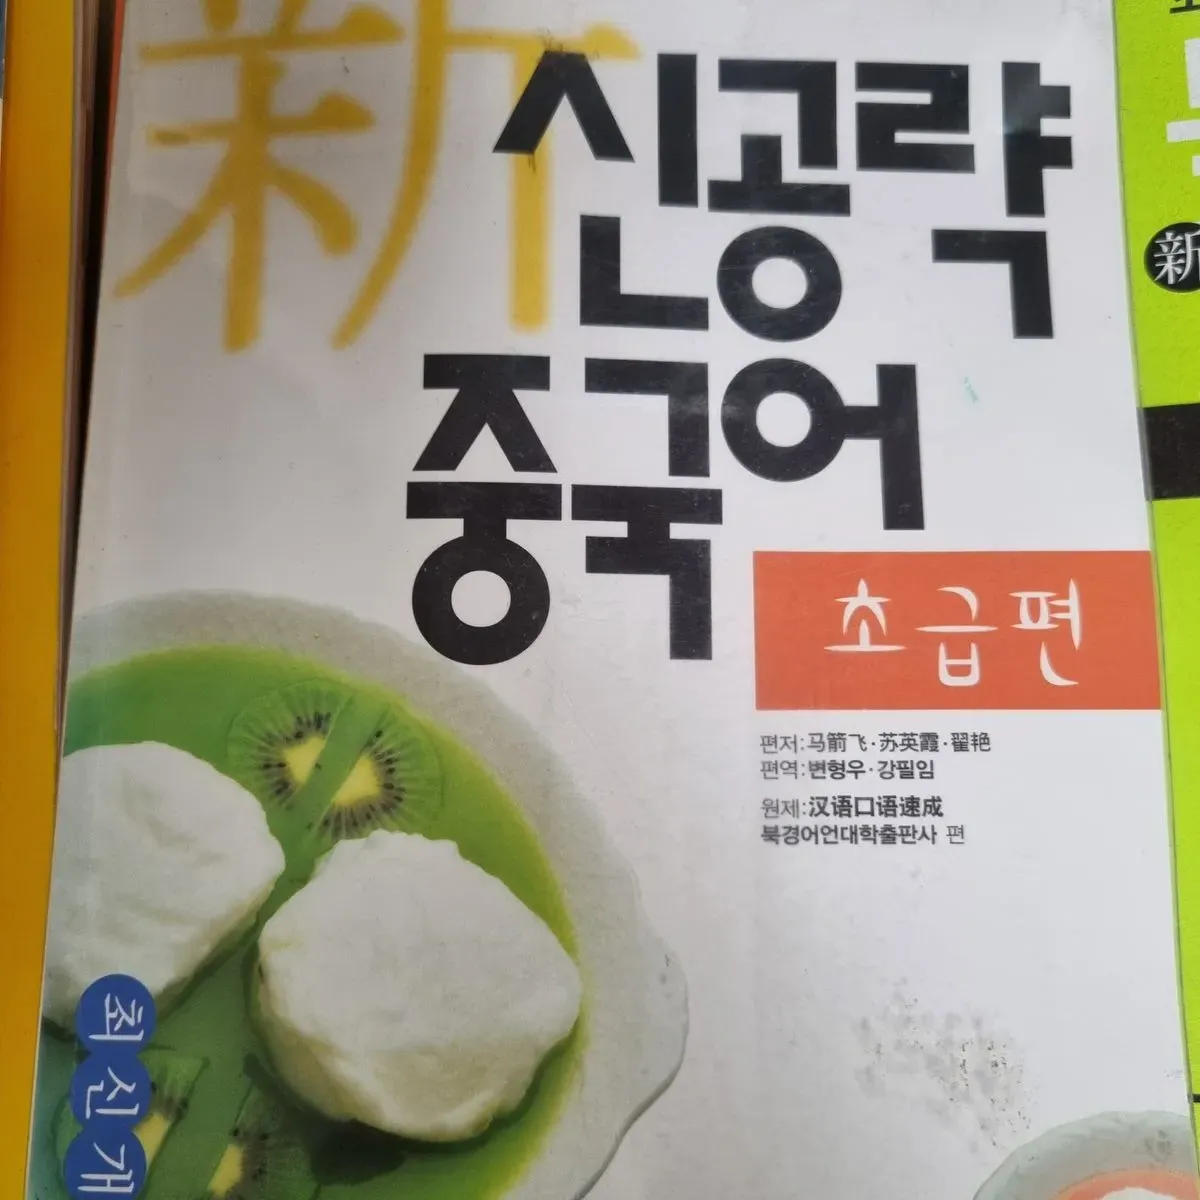 新
신공략
중국어
초급편
편저:马箭飞·苏英霞·翟艳
편역:변형우·강필임
원제:汉语口语速成
북경어언대학출판사 편
최신개
新